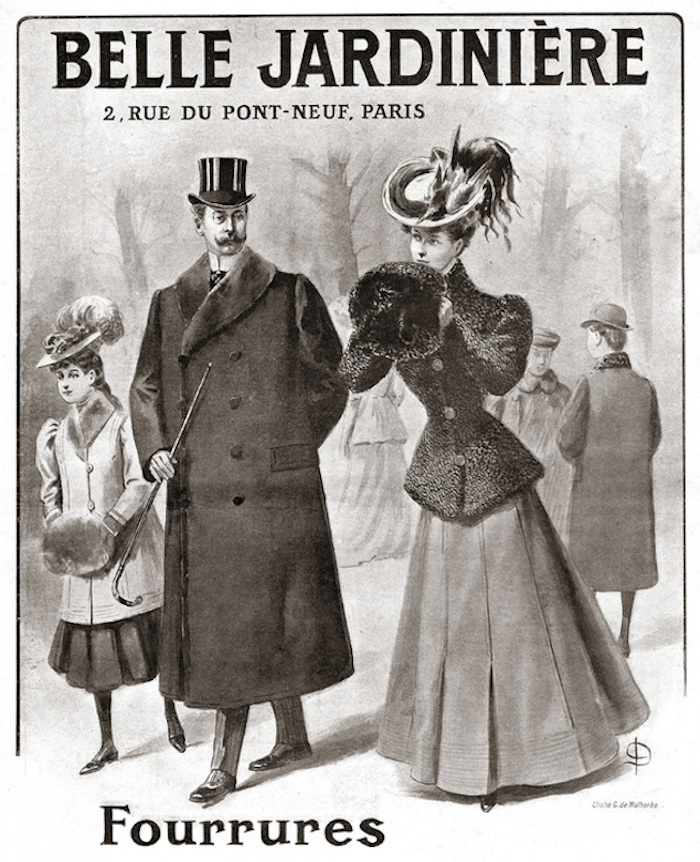 BELLE JARDINIÈRE
2, RUE DU PONT-NEUF, PARIS
Cliché G. de Malherbe
Fourrures